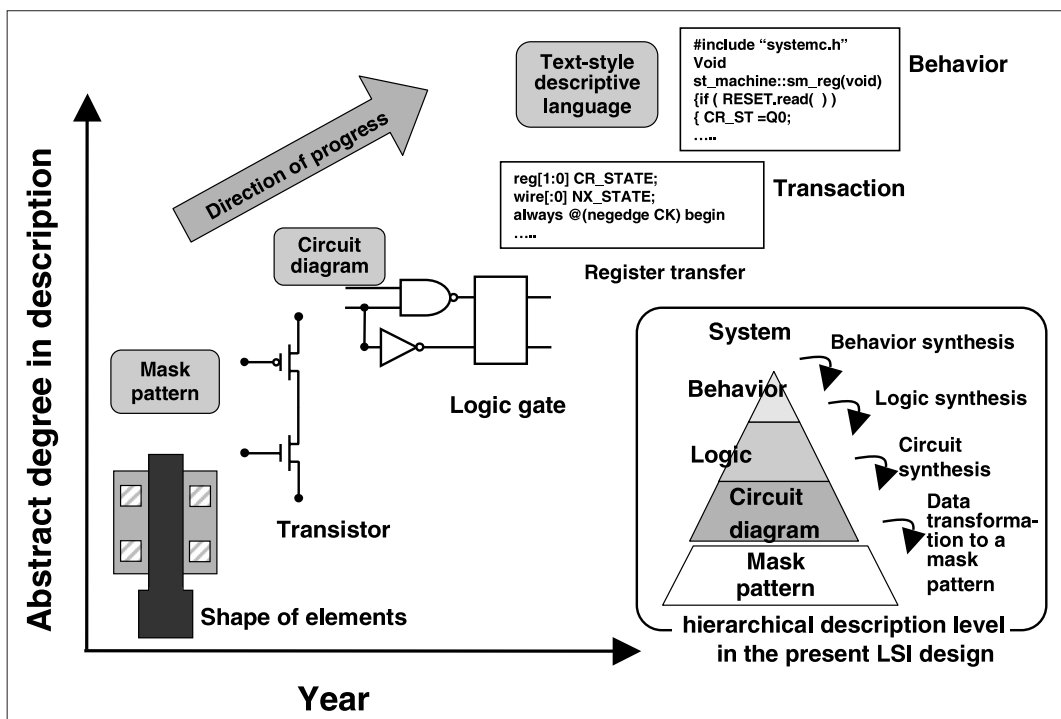 Abstract degree in description
Year
Direction of progress
Text-style
descriptive
language
#include “systemc.h”
Void
st_machine::sm_reg(void)
{if ( RESET.read(  ) )
{ CR_ST =Q0;
…..
Behavior
reg[1:0] CR_STATE;
wire[:0] NX_STATE;
always @(negedge CK) begin
…..
Transaction
Register transfer
Circuit
diagram
Logic gate
Mask
pattern
Transistor
Shape of elements
System
Behavior
Logic
Circuit
diagram
Mask
pattern
Behavior synthesis
Logic synthesis
Circuit
synthesis
Data
transforma-
tion to a
mask
pattern
hierarchical description level
in the present LSI design